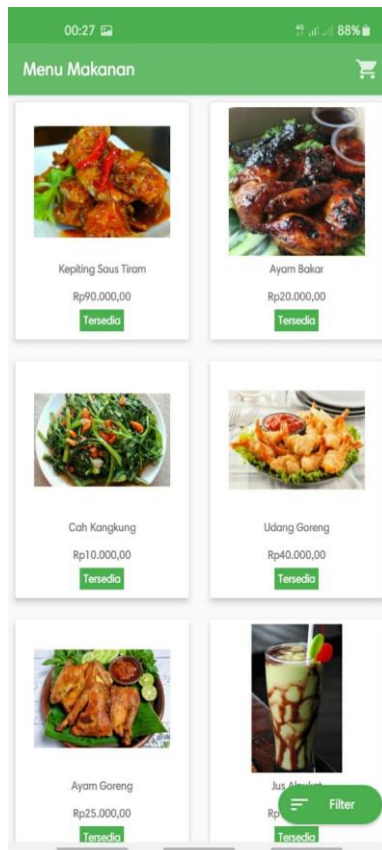 00:27
4G 88%
Menu Makanan
Kepiting Saus Tiram
Rp90.000,00
Tersedia
Ayam Bakar
Rp20.000,00
Tersedia
Cah Kangkung
Rp10.000,00
Tersedia
Udang Goreng
Rp40.000,00
Tersedia
Ayam Goreng
Rp25.000,00
Tersedia
Jus
Tersedia
Filter